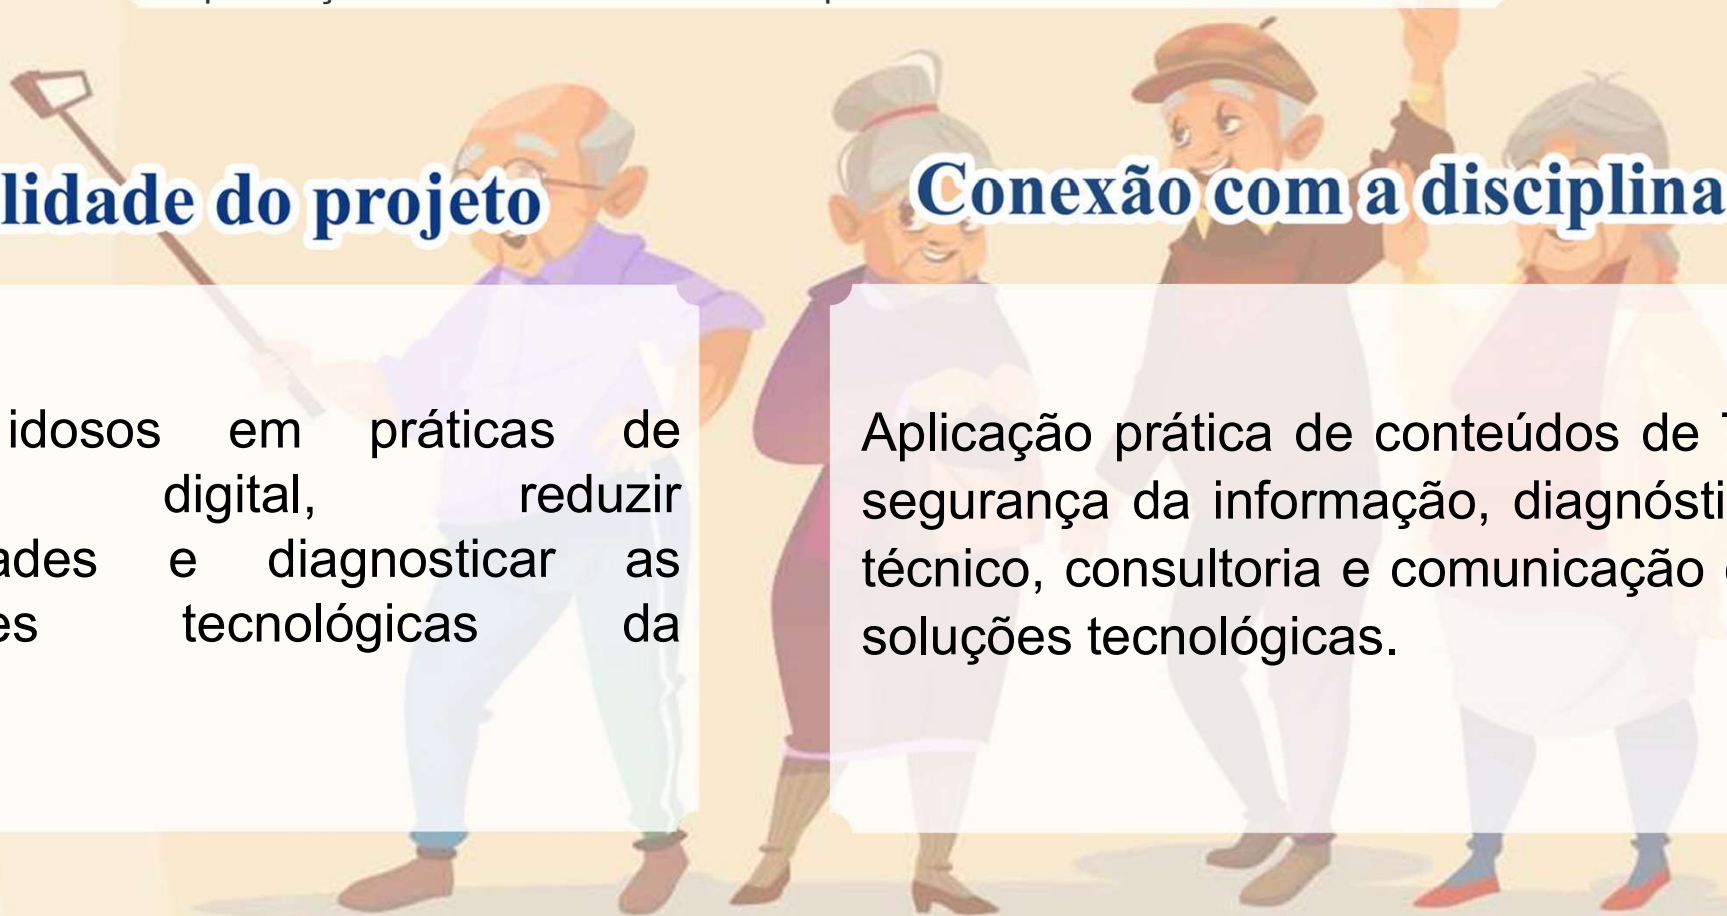 lidade do projeto
idosos em práticas de
digital, reduzir
ades e diagnosticar as
es tecnológicas da
Conexão com a disciplina
Aplicação prática de conteúdos de T
segurança da informação, diagnósti
técnico, consultoria e comunicação
soluções tecnológicas.